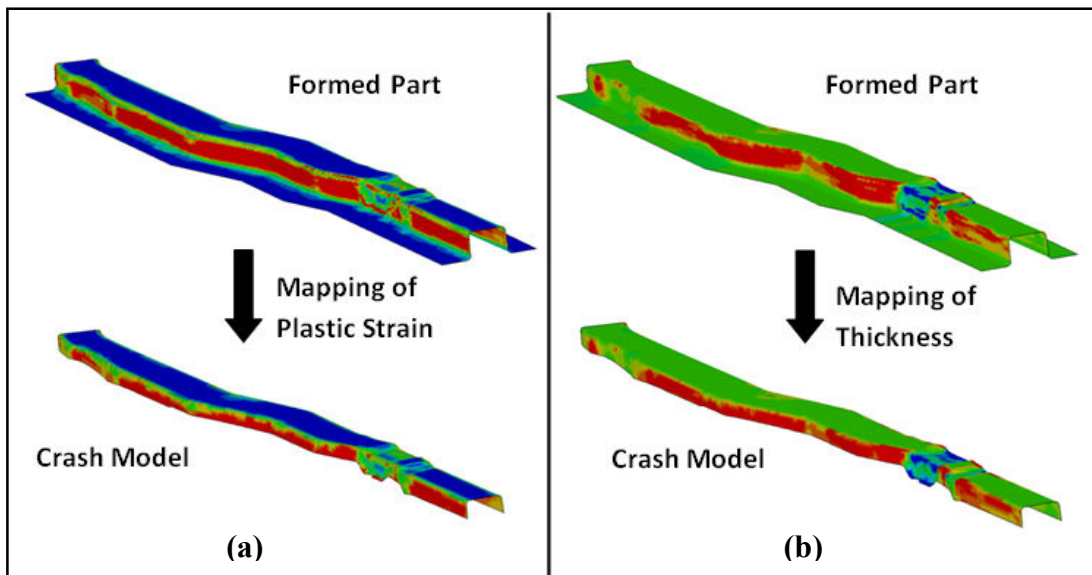 Formed Part
Mapping of
Plastic Strain
Crash Model
(a)
Formed Part
Mapping of
Thickness
Crash Model
(b)